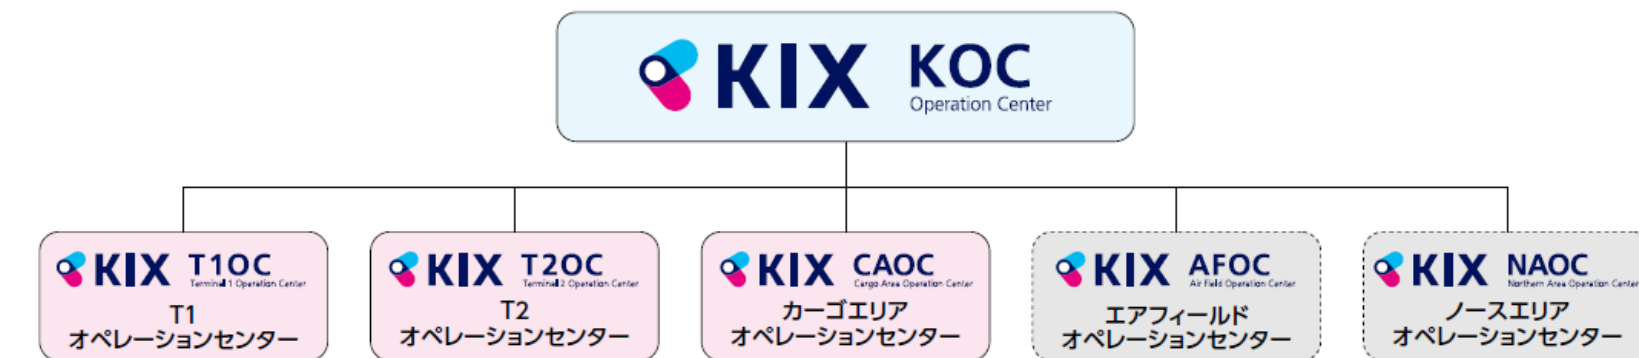 KIX KOC
Operation Center
KIX T1OC
Terminal 1 Operation Center
T1
オペレーションセンター
KIX T2OC
Terminal 2 Operation Center
T2
オペレーションセンター
KIX CAOC
Cargo Area Operation Center
カーゴエリア
オペレーションセンター
KIX AFOC
Air Field Operation Center
エアフィールド
オペレーションセンター
KIX NAOC
Northern Area Operation Center
ノースエリア
オペレーションセンター